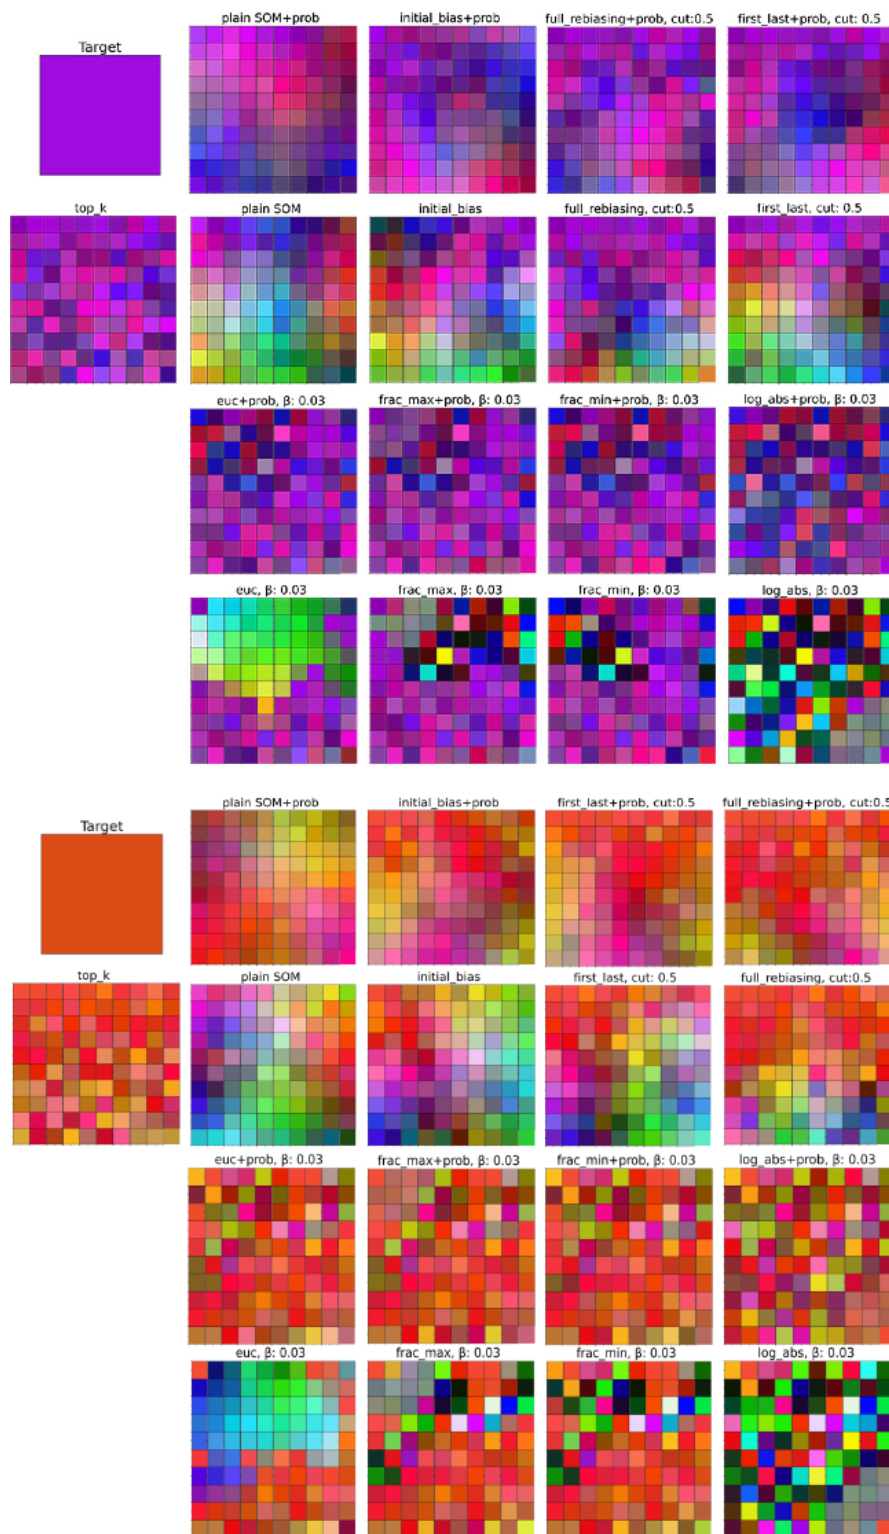 plain SOM+prob initial_bias+prob full_rebiasing+prob, cut:0.5 first_last+prob, cut: 0.5
Target
top_k plain SOM initial_bias full_rebiasing, cut:0.5 first_last, cut: 0.5
euc+prob, β: 0.03 frac_max+prob, β: 0.03 frac_min+prob, β: 0.03 log_abs+prob, β: 0.03
euc, β: 0.03 frac_max, β: 0.03 frac_min, β: 0.03 log_abs, β: 0.03
plain SOM+prob initial_bias+prob first_last+prob, cut:0.5 full_rebiasing+prob, cut:0.5
Target
top_k plain SOM initial_bias first_last, cut: 0.5 full_rebiasing, cut:0.5
euc+prob, β: 0.03 frac_max+prob, β: 0.03 frac_min+prob, β: 0.03 log_abs+prob, β: 0.03
euc, β: 0.03 frac_max, β: 0.03 frac_min, β: 0.03 log_abs, β: 0.03